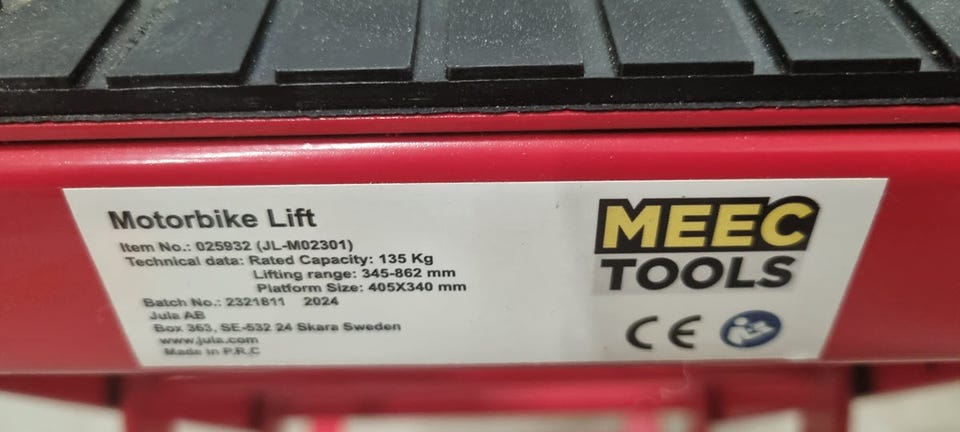 Motorbike Lift
Item No.: 025932 (JL-M02301)
Technical data: Rated Capacity: 135 Kg
Lifting range: 345-862 mm
Platform Size: 405X340 mm
Batch No.: 2321811 2024
Jula AB
Box 363, SE-532 24 Skara Sweden
www.jula.com
Made in P.R.C
MEEC
TOOLS
CE